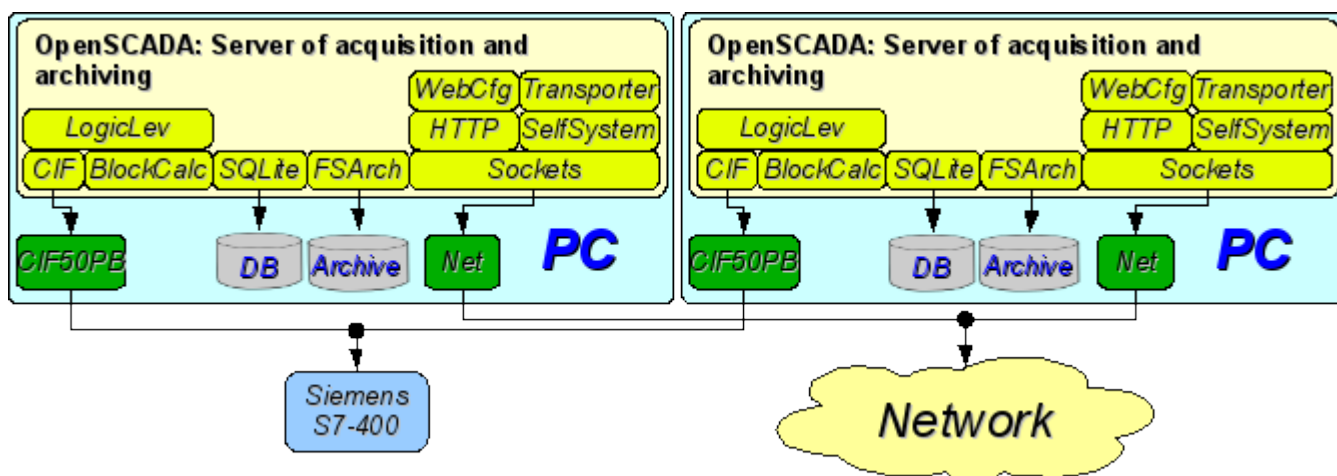 OpenSCADA: Server of acquisition and
archiving
WebCfg Transporter
LogicLev HTTP SelfSystem
CIF BlockCalc SQLite FSArch Sockets
CIF50PB DB Archive Net PC
OpenSCADA: Server of acquisition and
archiving
WebCfg Transporter
LogicLev HTTP SelfSystem
CIF BlockCalc SQLite FSArch Sockets
CIF50PB DB Archive Net PC
Siemens
S7-400
Network